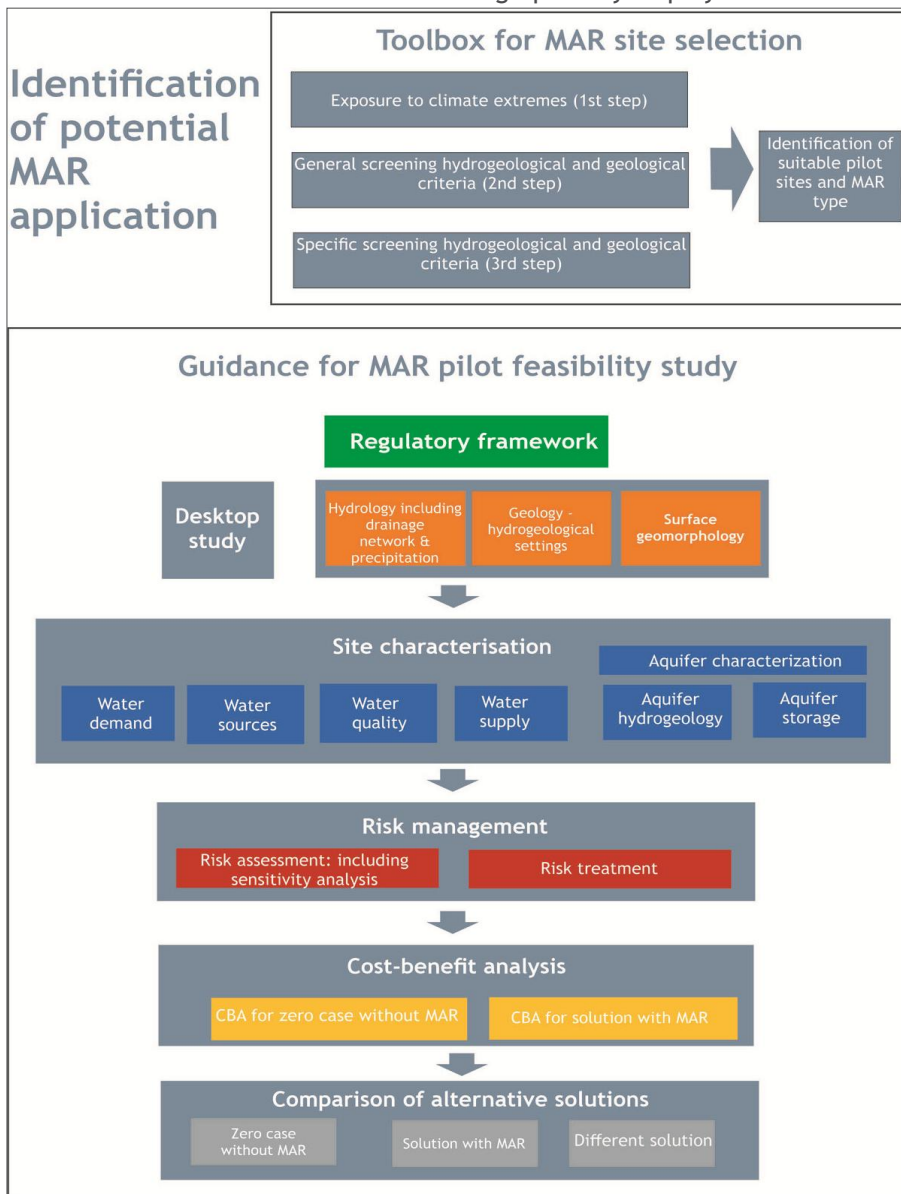 Toolbox for MAR site selection
Identification
of potential
MAR
application
Exposure to climate extremes (1st step)
General screening hydrogeological and geological
criteria (2nd step)
Specific screening hydrogeological and geological
criteria (3rd step)
Identification of
suitable pilot
sites and MAR
type
Guidance for MAR pilot feasibility study
Regulatory framework
Desktop
study
Hydrology including
drainage
network &
precipitation
Geology -
hydrogeological
settings
Surface
geomorphology
Site characterisation
Aquifer characterization
Water
demand
Water
sources
Water
quality
Water
supply
Aquifer
hydrogeology
Aquifer
storage
Risk management
Risk assessment: including
sensitivity analysis
Risk treatment
Cost-benefit analysis
CBA for zero case without MAR
CBA for solution with MAR
Comparison of alternative solutions
Zero case
without MAR
Solution with MAR
Different solution